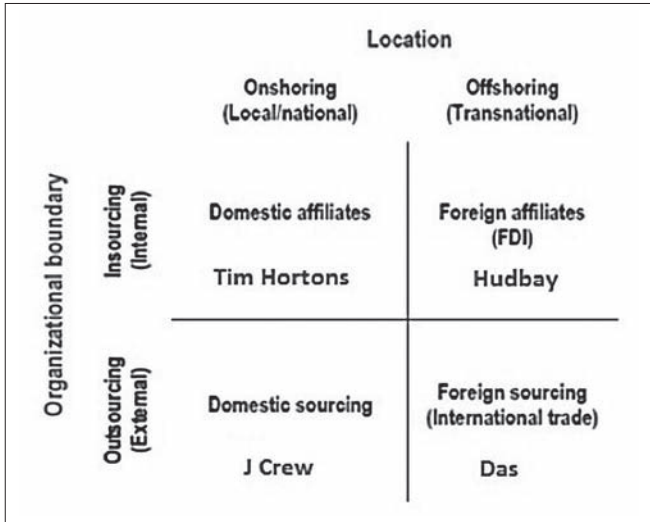 Location
Onshoring
(Local/national)
Offshoring
(Transnational)
Organizational boundary
Insourcing
(Internal)
Domestic affiliates
Foreign affiliates
(FDI)
Tim Hortons
Hudbay
Outsourcing
(External)
Domestic sourcing
Foreign sourcing
(International trade)
J Crew
Das